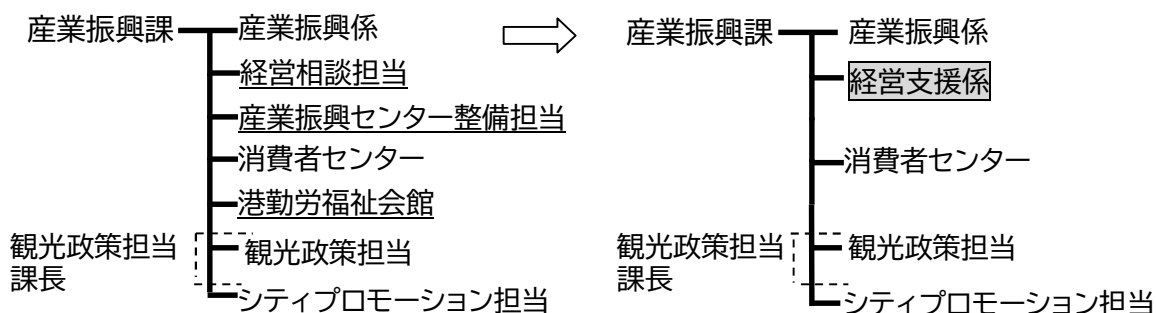 産業振興課
産業振興係
経営相談担当
産業振興センター整備担当
消費者センター
港勤労福祉会館
観光政策担当
課長
観光政策担当
シティプロモーション担当
産業振興課
産業振興係
経営支援係
消費者センター
観光政策担当
課長
観光政策担当
シティプロモーション担当